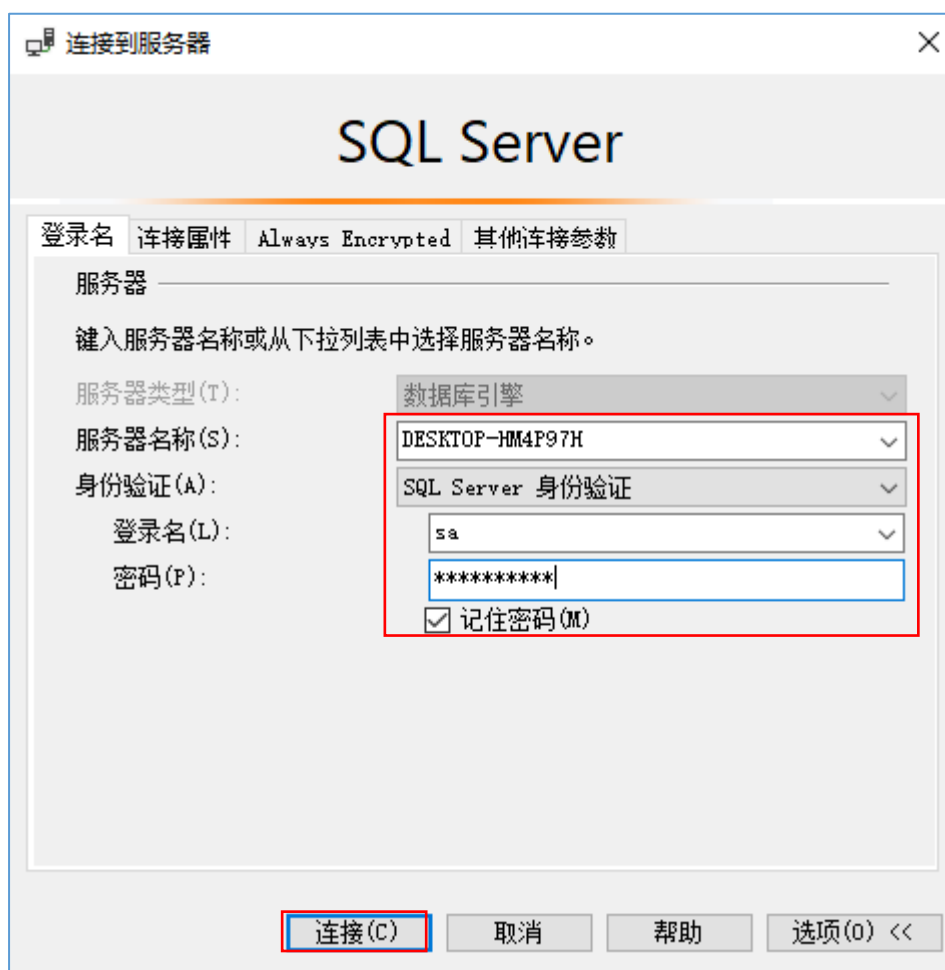 连接到服务器
SQL Server
登录名 连接属性 Always Encrypted 其他连接参数
服务器
键入服务器名称或从下拉列表中选择服务器名称。
服务器类型(T): 数据库引擎
服务器名称(S): DESKTOP-HM4P97H
身份验证(A): SQL Server 身份验证
登录名(L): sa
密码(P): **********
记住密码(M)
连接(C) 取消 帮助 选项(O) <<